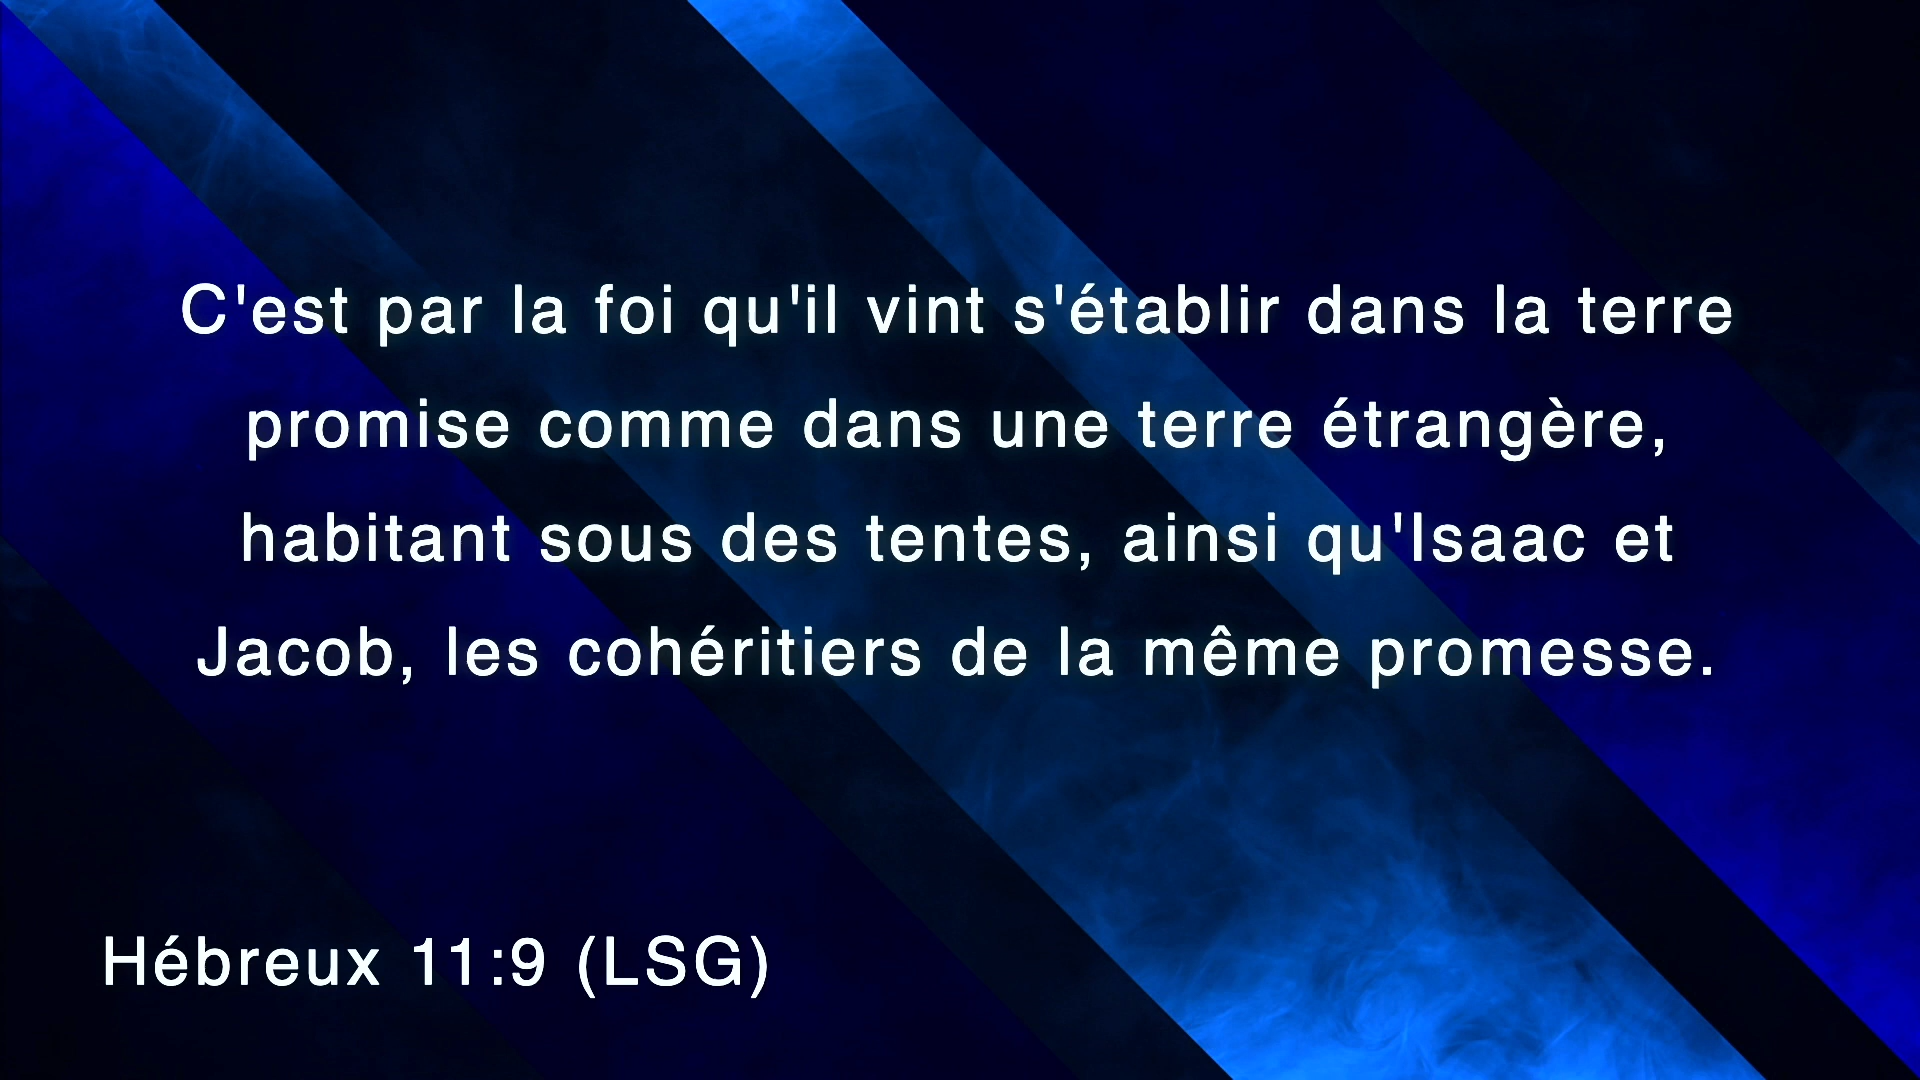 C'est par la foi qu'il vint s'établir dans la terre
promise comme dans une terre étrangère,
habitant sous des tentes, ainsi qu'Isaac et
Jacob, les cohéritiers de la même promesse.
Hébreux 11:9 (LSG)